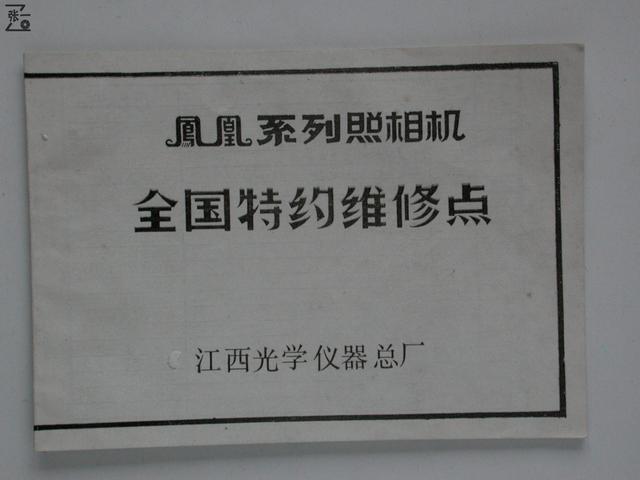 鳳凰系列照相机
全国特约维修点
江西光学仪器总厂